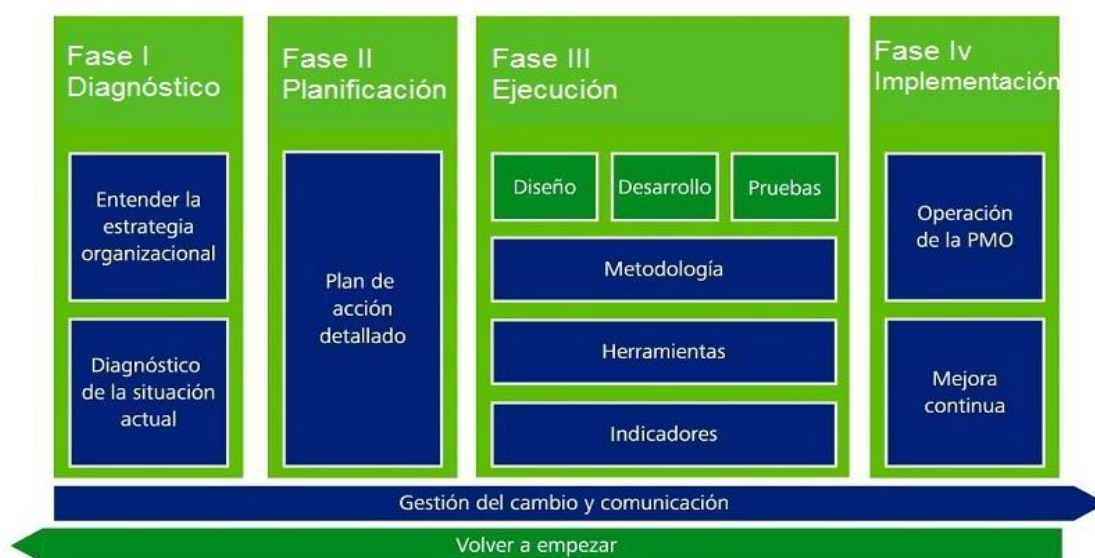 Fase I
Diagnóstico
Entender la
estrategia
organizacional
Diagnóstico
de la situación
actual
Fase II
Planificación
Plan de
acción
detallado
Fase III
Ejecución
Diseño
Desarrollo
Pruebas
Metodología
Herramientas
Indicadores
Fase Iv
Implementación
Operación
de la PMO
Mejora
continua
Gestión del cambio y comunicación
Volver a empezar